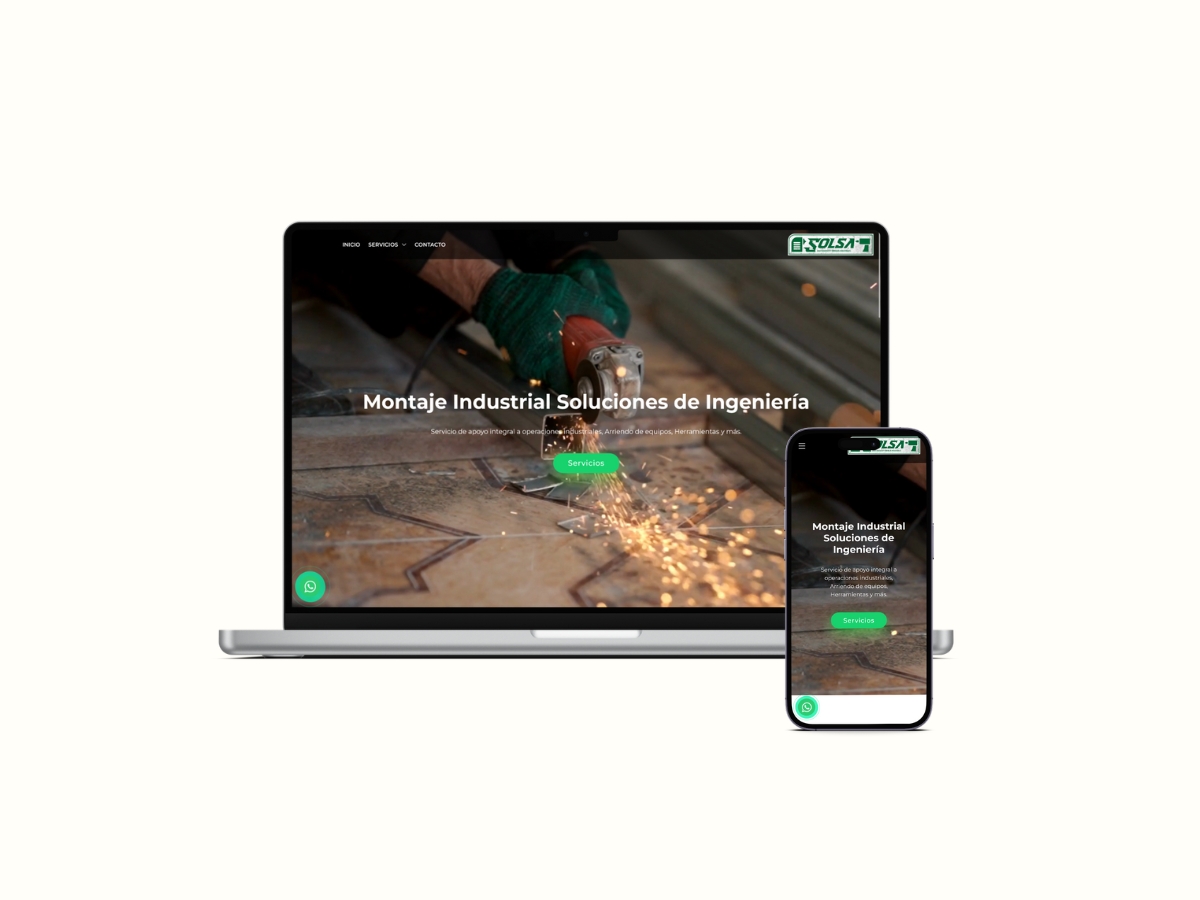 INICIO SERVICIOS CONTACTO
SOLSA
Montaje Industrial Soluciones de Ingeniería
Servicio de apoyo integral a operaciones industriales, Arriendo de equipos, Herramientas y más.
Servicios
OLSA
Montaje Industrial
Soluciones de
Ingeniería
Servicio de apoyo integral a
operaciones industriales,
Arriendo de equipos,
Herramientas y más.
Servicios